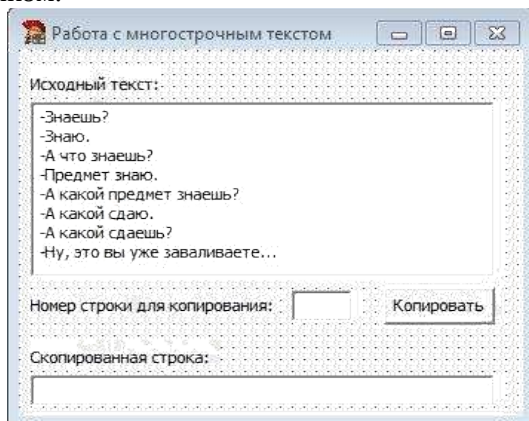 Работа с многострочным текстом
Исходный текст:
-Знаешь?
-Знаю.
-А что знаешь?
-Предмет знаю.
-А какой предмет знаешь?
-А какой сдаю.
-А какой сдаешь?
-Ну, это вы уже заваливаете...
Номер строки для копирования:
Копировать
Скопированная строка: